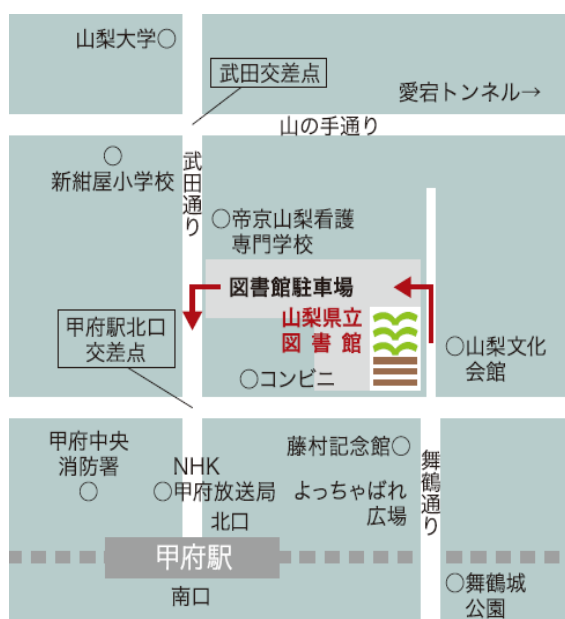 山梨大学○
武田交差点
愛宕トンネル→
山の手通り
○
新紺屋小学校
武田通り
○帝京山梨看護
専門学校
図書館駐車場
山梨県立
図書館
甲府駅北口
交差点
○山梨文化
会館
○コンビニ
甲府中央
消防署
○
NHK
○甲府放送局
北口
藤村記念館○
よっちゃばれ
広場
舞鶴通り
甲府駅
南口
○舞鶴城
公園